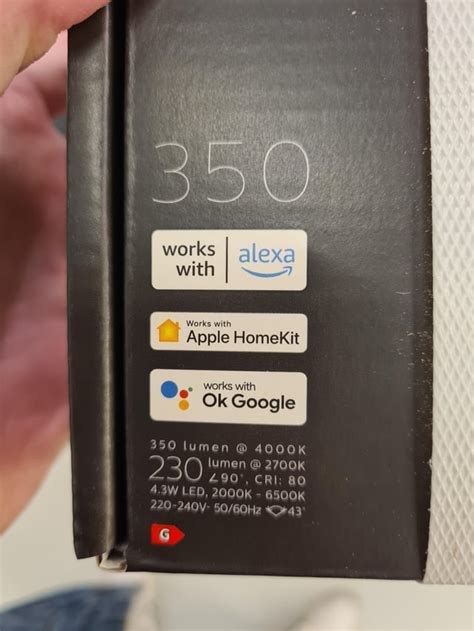 350
works with
alexa
Works with
Apple HomeKit
works with
Ok Google
350 lumen @ 4000K
230 lumen @ 2700K
∠90°, CRI: 80
4.3W LED, 2000K - 6500K
220-240V~ 50/60Hz 43°
G